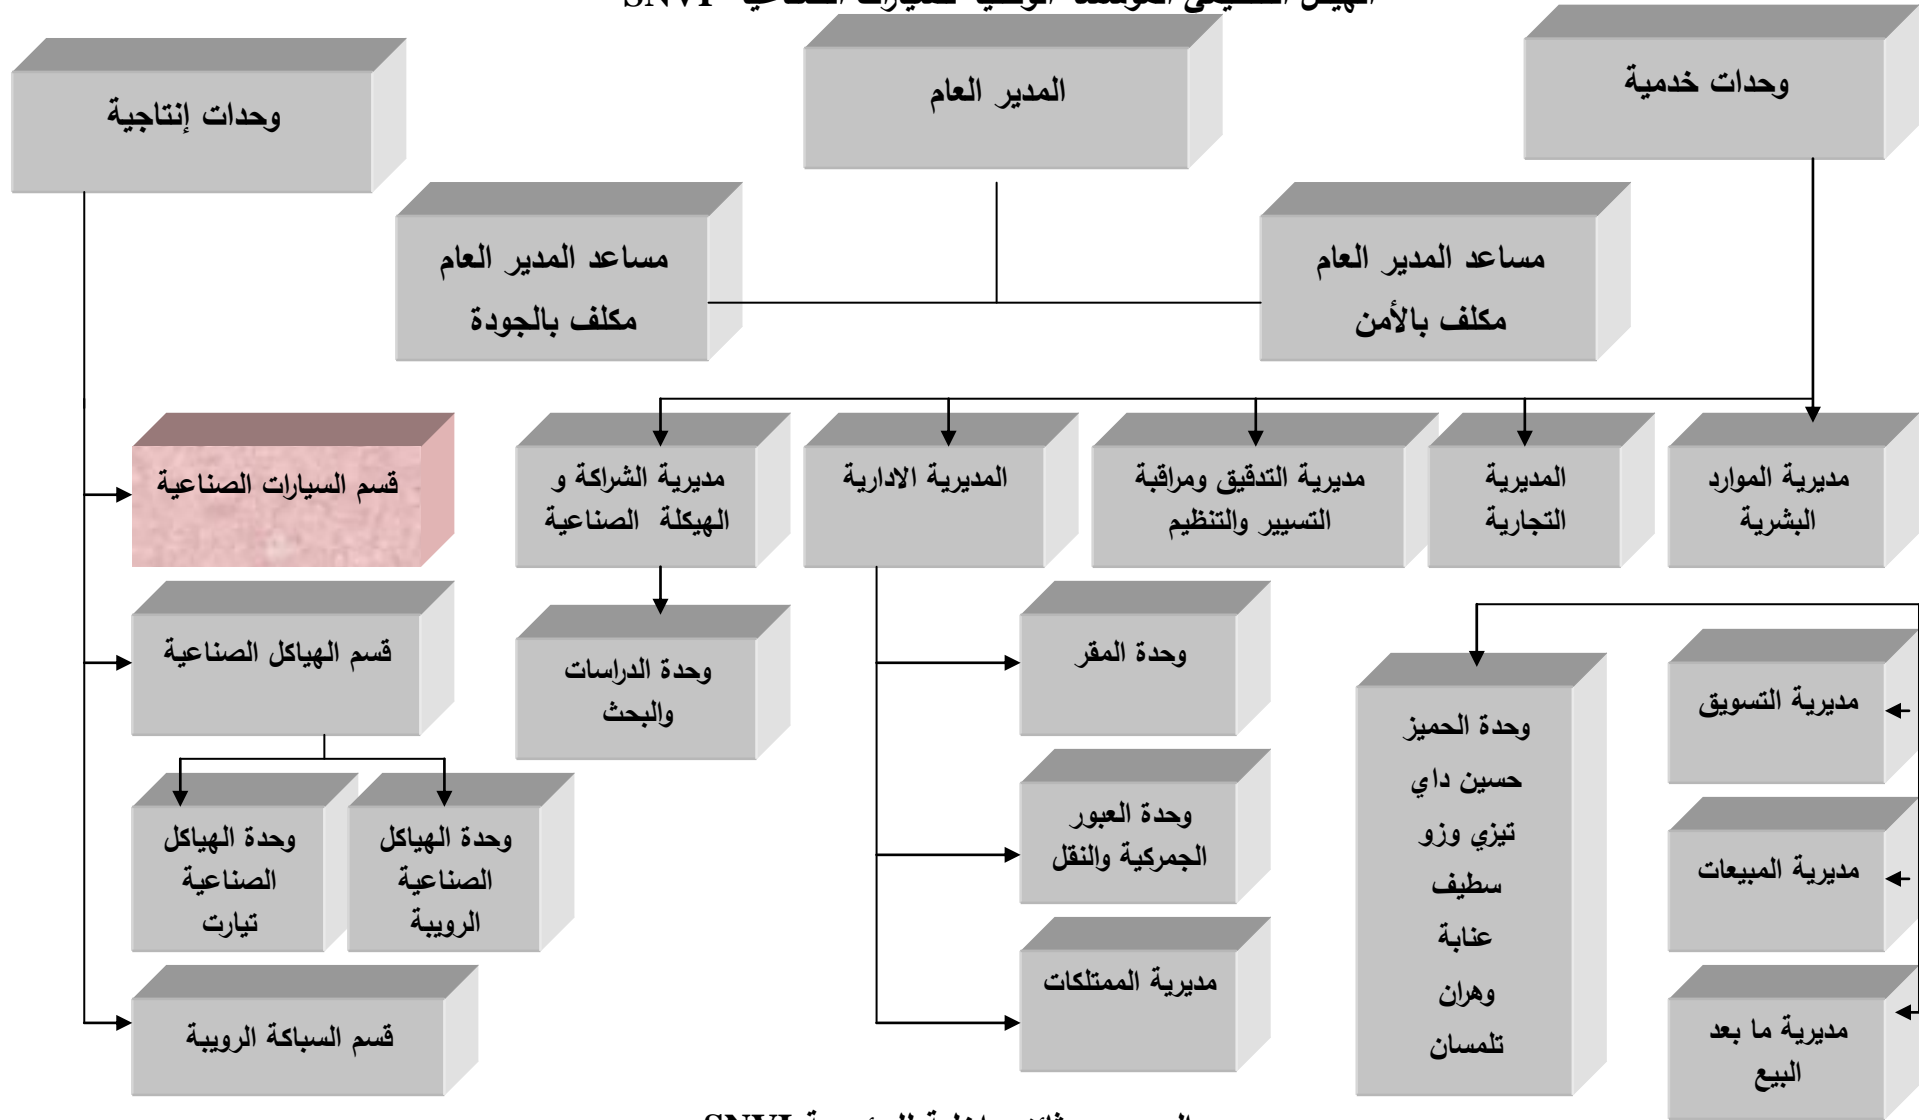 SNVI
وحدات خدمية
المدير العام
وحدات إنتاجية
مساعد المدير العام
مكلف بالأمن
مساعد المدير العام
مكلف بالجودة
مديرية الموارد
البشرية
المديرية
التجارية
مديرية التدقيق ومراقبة
التسيير والتنظيم
المديرية الادارية
مديرية الشراكة و
الهيكلة الصناعية
قسم السيارات الصناعية
قسم الهياكل الصناعية
وحدة الدراسات
والبحث
وحدة المقر
وحدة العبور
الجمركية والنقل
مديرية الممتلكات
وحدة الحميز
حسين داي
تيزي وزو
سطيف
عنابة
وهران
تلمسان
مديرية التسويق
مديرية المبيعات
مديرية ما بعد
البيع
وحدة الهياكل
الصناعية
الرويبة
وحدة الهياكل
الصناعية
تيارت
قسم السباكة الرويبة
SNVI